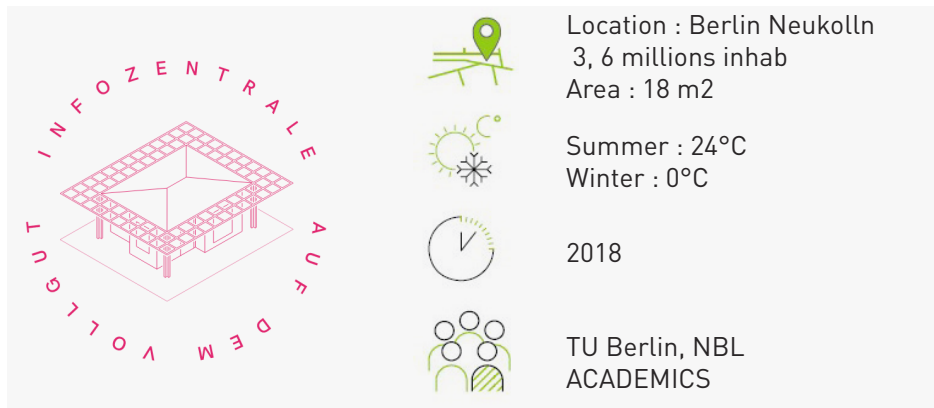 INFOZENTRALE AUF DEM VOLLGUT
Location : Berlin Neukolln
3, 6 millions inhab
Area : 18 m2
Summer : 24°C
Winter : 0°C
2018
TU Berlin, NBL
ACADEMICS